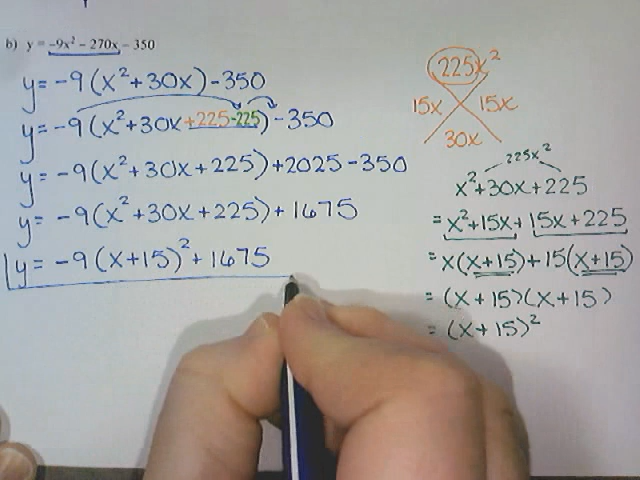 b) y = -9x² - 270x - 350
y = -9(x²+30x)-350
y = -9(x²+30x+225-225)-350
y = -9(x²+30x+225)+2025-350
y = -9(x²+30x+225)+1675
y = -9(x+15)²+1675
225x²
15x 15x
30x
225x²
x²+30x+225
= x²+15x+15x+225
= x(x+15)+15(x+15)
= (x+15)(x+15)
= (x+15)²